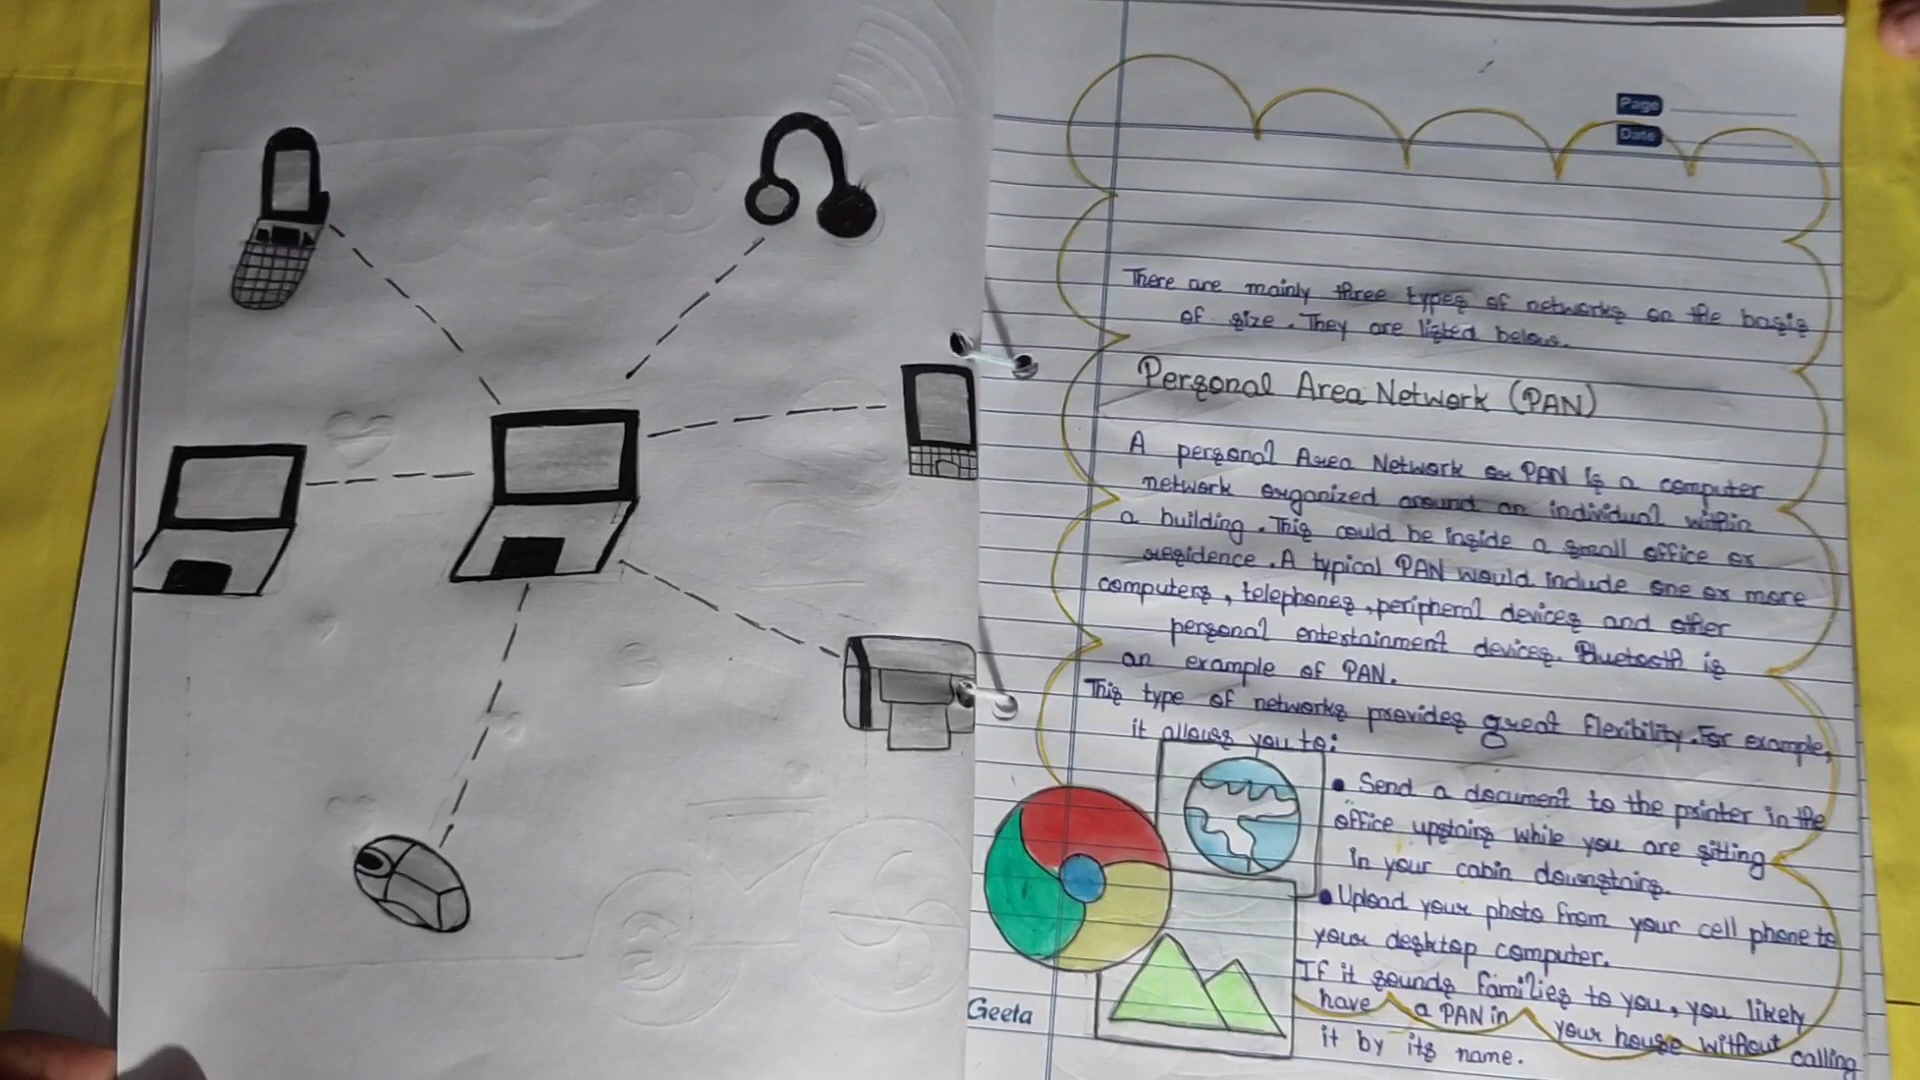 Page
Date
There are mainly three types of networks on the basis
of size. They are listed below.
Personal Area Network (PAN)
A personal Area Network or PAN is a computer
network organized around an individual within
a building. This could be inside a small office or
residence. A typical PAN would include one or more
computers, telephones, peripheral devices and other
personal entertainment devices. Bluetooth is
an example of PAN.
This type of networks provides great flexibility. For example,
it allows you to:
• Send a document to the printer in the
office upstairs while you are sitting
in your cabin downstairs.
• Upload your photo from your cell phone to
your desktop computer.
If it sounds families to you, you likely
have a PAN in your house without calling
it by its name.
Geeta